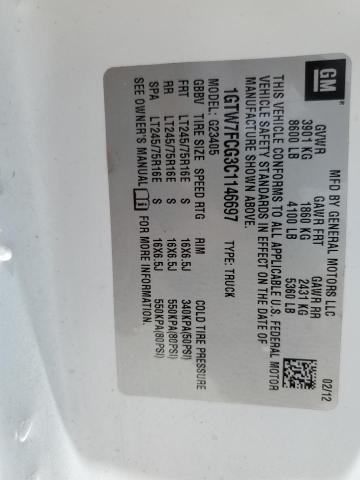 GM
MFD BY GENERAL MOTORS LLC 02/12
GVWR GAWR FRT GAWR RR
3901 KG 1860 KG 2431 KG
8600 LB 4100 LB 5360 LB
THIS VEHICLE CONFORMS TO ALL APPLICABLE U.S. FEDERAL MOTOR
VEHICLE SAFETY STANDARDS IN EFFECT ON THE DATE OF
MANUFACTURE SHOWN ABOVE.
1GTW7FCG3C1146697 TYPE: TRUCK
MODEL: G23405
GBBV TIRE SIZE SPEED RTG RIM COLD TIRE PRESSURE
FRT LT245/75R16E S 16X6.5J 340KPA(50PSI)
RR LT245/75R16E S 16X6.5J 550KPA(80PSI)
SPA LT245/75R16E S 16X6.5J 550KPA(80PSI)
SEE OWNER'S MANUAL